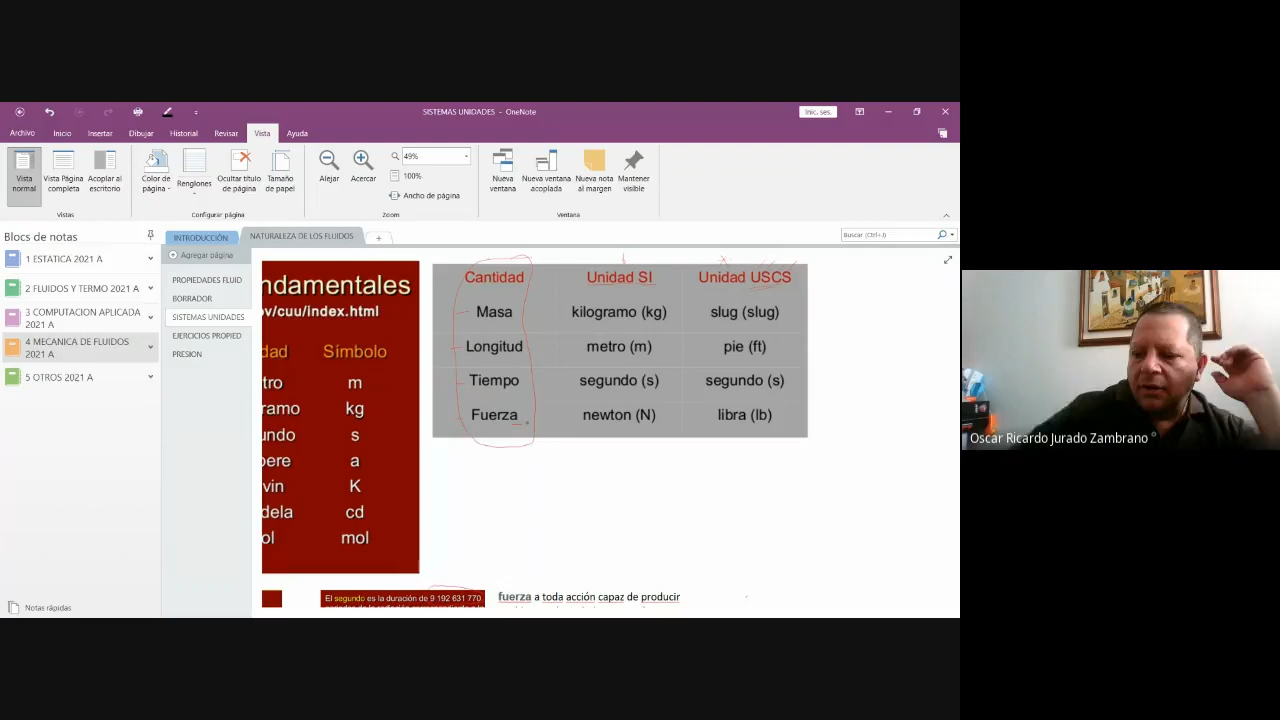 SISTEMAS UNIDADES - OneNote
Inic. ses.
Archivo Inicio Insertar Dibujar Historial Revisar Vista Ayuda
Vista normal
Vista Página completa
Acoplar al escritorio
Vistas
Color de página
Renglones
Ocultar título de página
Tamaño de papel
Configurar página
Alejar
Acercar
49%
100%
Ancho de página
Zoom
Nueva ventana
Nueva ventana acoplada
Nueva nota al margen
Mantener visible
Ventana
Blocs de notas
INTRODUCCIÓN
NATURALEZA DE LOS FLUIDOS
Buscar (Ctrl+J)
1 ESTATICA 2021 A
2 FLUIDOS Y TERMO 2021 A
3 COMPUTACION APLICADA
2021 A
4 MECANICA DE FLUIDOS
2021 A
5 OTROS 2021 A
Notas rápidas
Agregar página
PROPIEDADES FLUID
BORRADOR
SISTEMAS UNIDADES
EJERCICIOS PROPIED
PRESION
ndamentales
ov/cuu/index.html
dad Símbolo
tro m
ramo kg
undo s
pere a
vin K
dela cd
ol mol
Cantidad Unidad SI Unidad USCS
Masa kilogramo (kg) slug (slug)
Longitud metro (m) pie (ft)
Tiempo segundo (s) segundo (s)
Fuerza newton (N) libra (lb)
El segundo es la duración de 9 192 631 770
fuerza a toda acción capaz de producir
Oscar Ricardo Jurado Zambrano